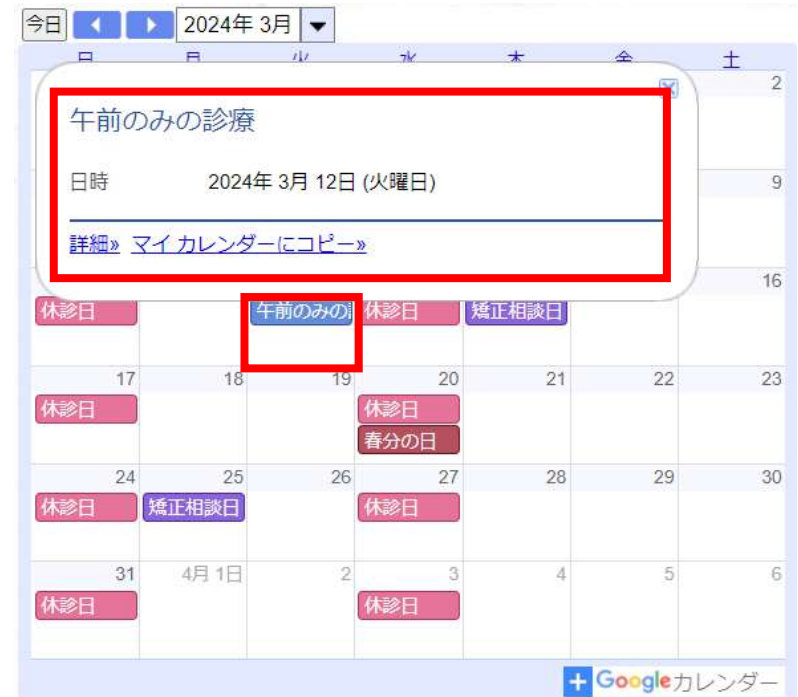 今日 2024年 3月
日 月 火 水 木 金 土
2
午前のみの診療
日時 2024年 3月 12日 (火曜日)
9
詳細» マイ カレンダーにコピー»
16
休診日 午前のみの 休診日 矯正相談日
17 18 19 20 21 22 23
休診日 休診日
春分の日
24 25 26 27 28 29 30
休診日 矯正相談日 休診日
31 4月 1日 2 3 4 5 6
休診日 休診日
+ Googleカレンダー